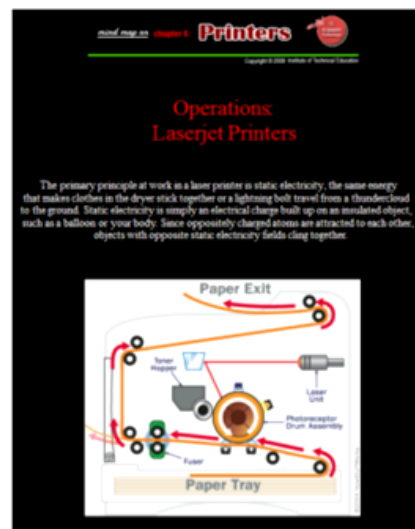 mind map on chapter 6 : Printers
Copyright © 2008 Institute of Technical Education
Operations:
Laserjet Printers
The primary principle at work in a laser printer is static electricity, the same energy
that makes clothes in the dryer stick together or a lightning bolt travel from a thundercloud
to the ground. Static electricity is simply an electrical charge built up on an insulated object,
such as a balloon or your body. Since oppositely charged atoms are attracted to each other,
objects with opposite static electricity fields cling together.
Paper Exit
Toner
Hopper
Laser
Unit
Photoreceptor
Drum Assembly
Fuser
Paper Tray